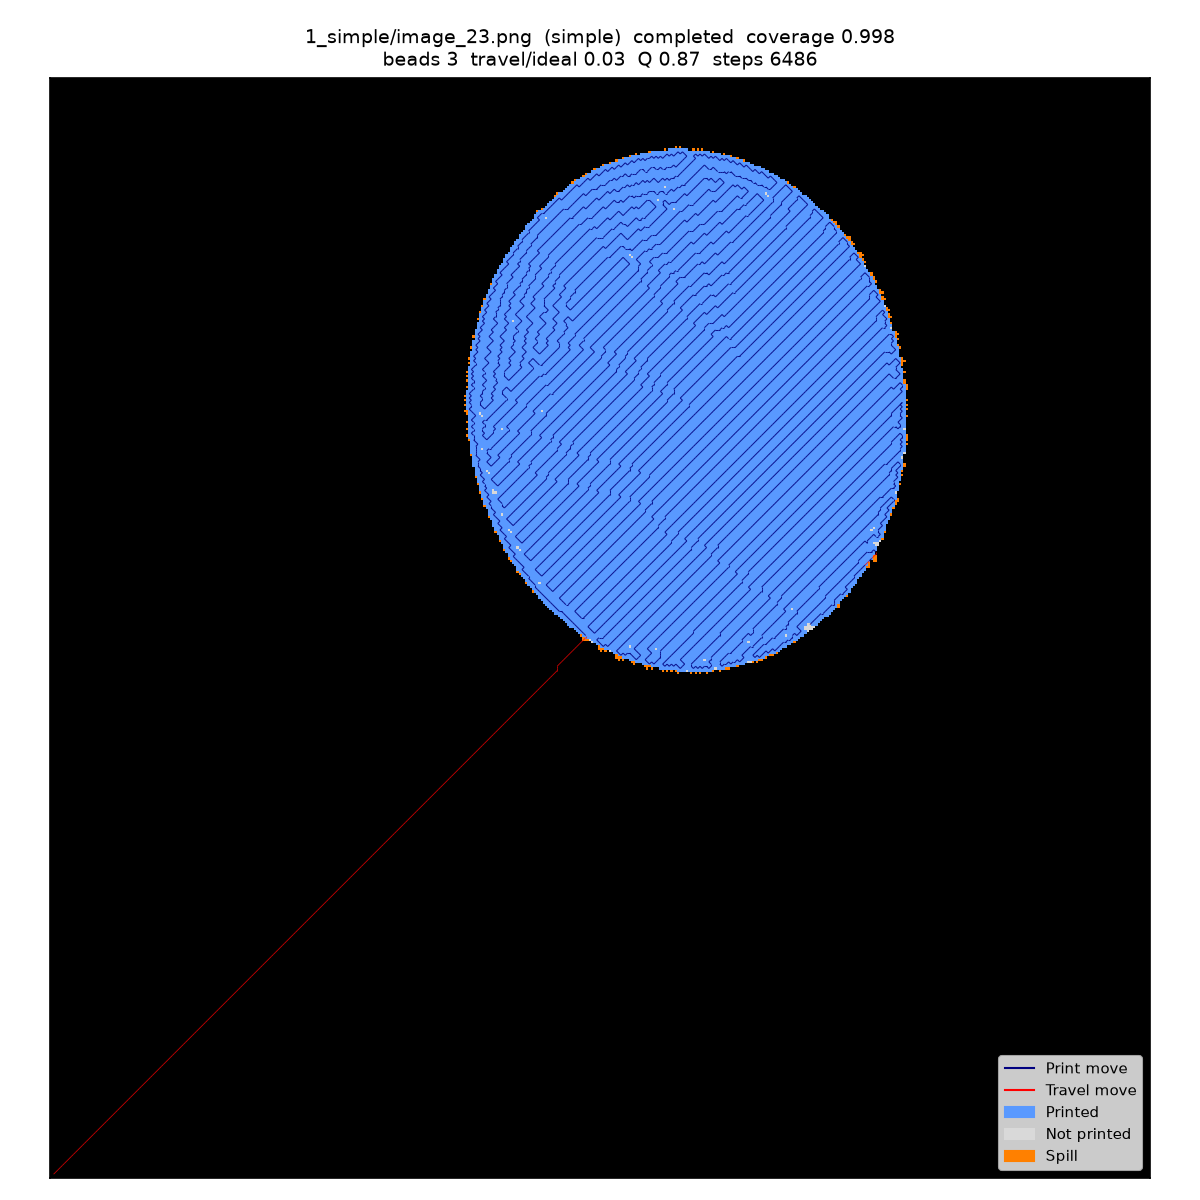 1_simple/image_23.png  (simple)  completed  coverage 0.998
beads 3  travel/ideal 0.03  Q 0.87  steps 6486
Print move
Travel move
Printed
Not printed
Spill